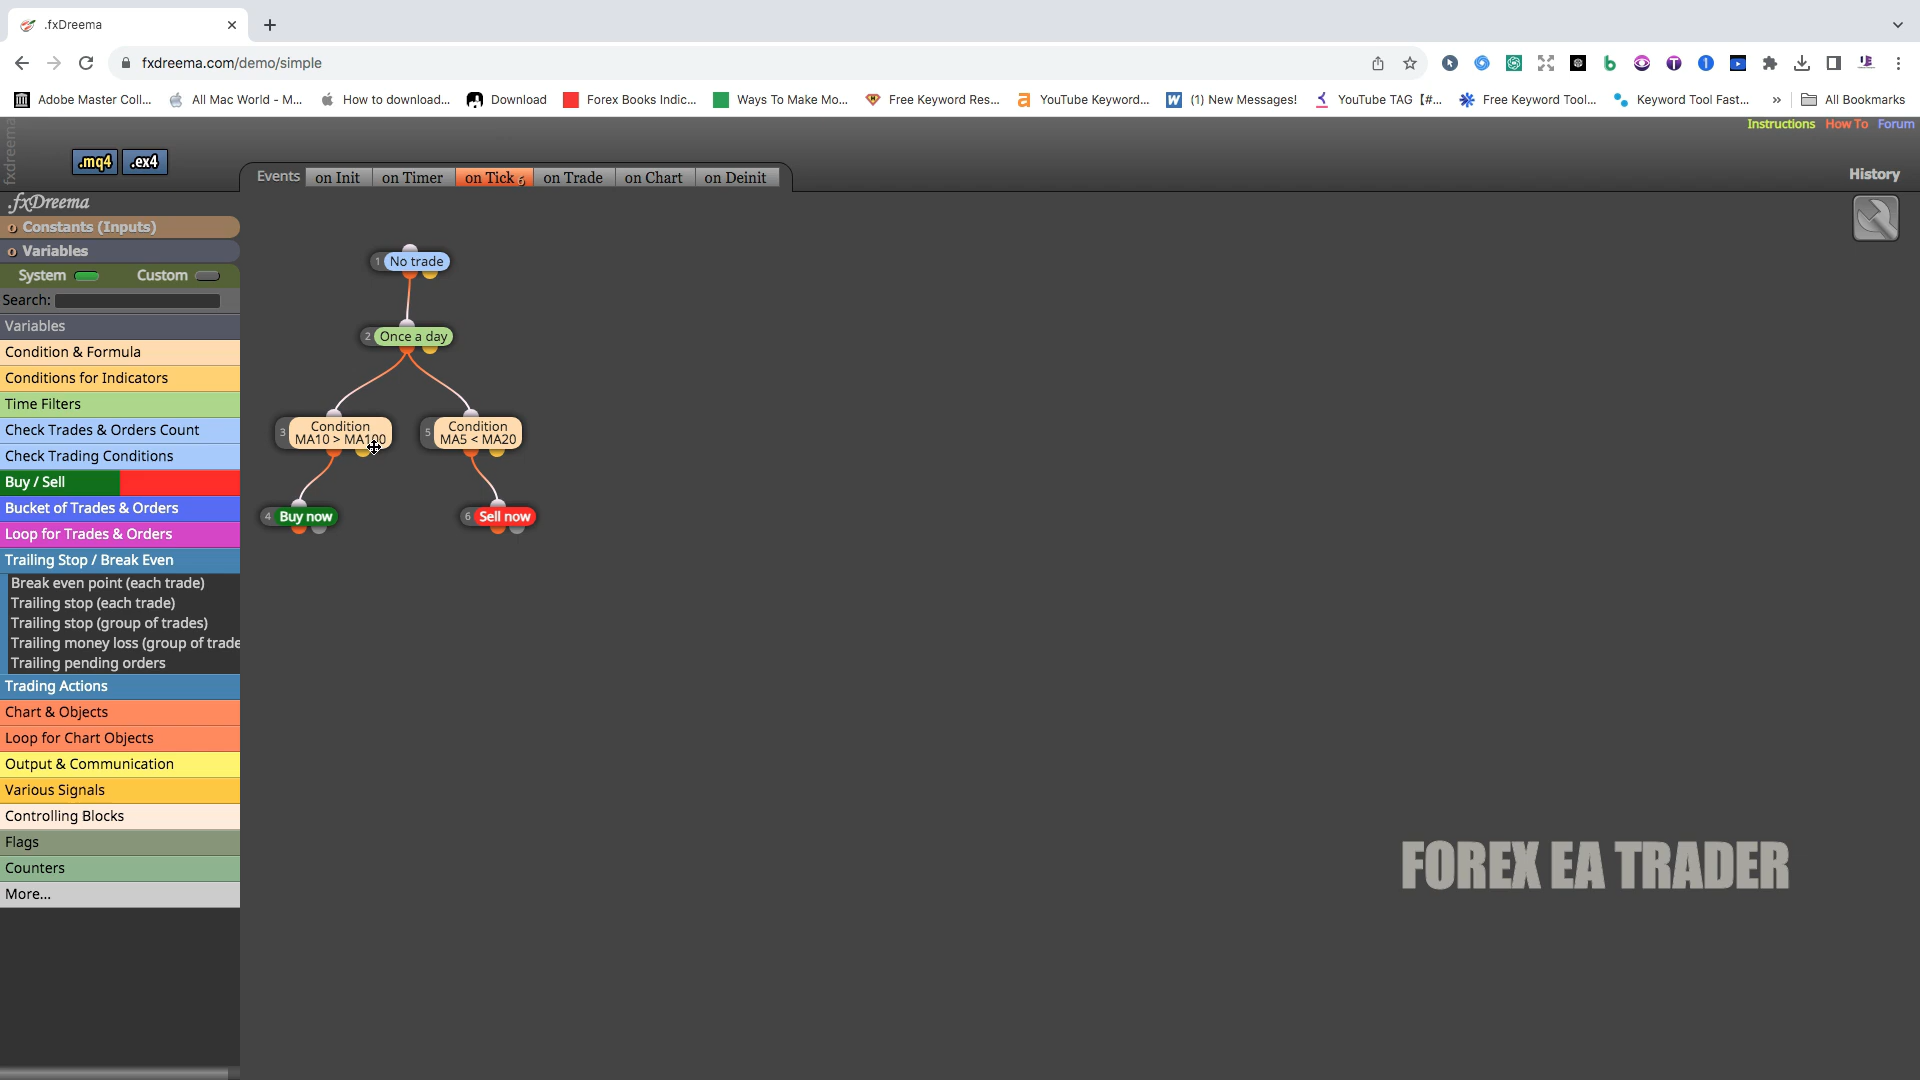 .fxDreema
fxdreema.com/demo/simple
Adobe Master Coll...
All Mac World - M...
How to download...
Download
Forex Books Indic...
Ways To Make Mo...
Free Keyword Res...
YouTube Keyword...
(1) New Messages!
YouTube TAG【#...
Free Keyword Tool...
Keyword Tool Fast...
»
All Bookmarks
Instructions How To Forum
fxdreema
.mq4 .ex4
Events on Init on Timer on Tick 6 on Trade on Chart on Deinit
History
.fxDreema
Constants (Inputs)
Variables
System Custom
Search:
Variables
Condition & Formula
Conditions for Indicators
Time Filters
Check Trades & Orders Count
Check Trading Conditions
Buy / Sell
Bucket of Trades & Orders
Loop for Trades & Orders
Trailing Stop / Break Even
Break even point (each trade)
Trailing stop (each trade)
Trailing stop (group of trades)
Trailing money loss (group of trade
Trailing pending orders
Trading Actions
Chart & Objects
Loop for Chart Objects
Output & Communication
Various Signals
Controlling Blocks
Flags
Counters
More...
1 No trade
2 Once a day
3 Condition
MA10 > MA100
5 Condition
MA5 < MA20
4 Buy now
6 Sell now
FOREX EA TRADER